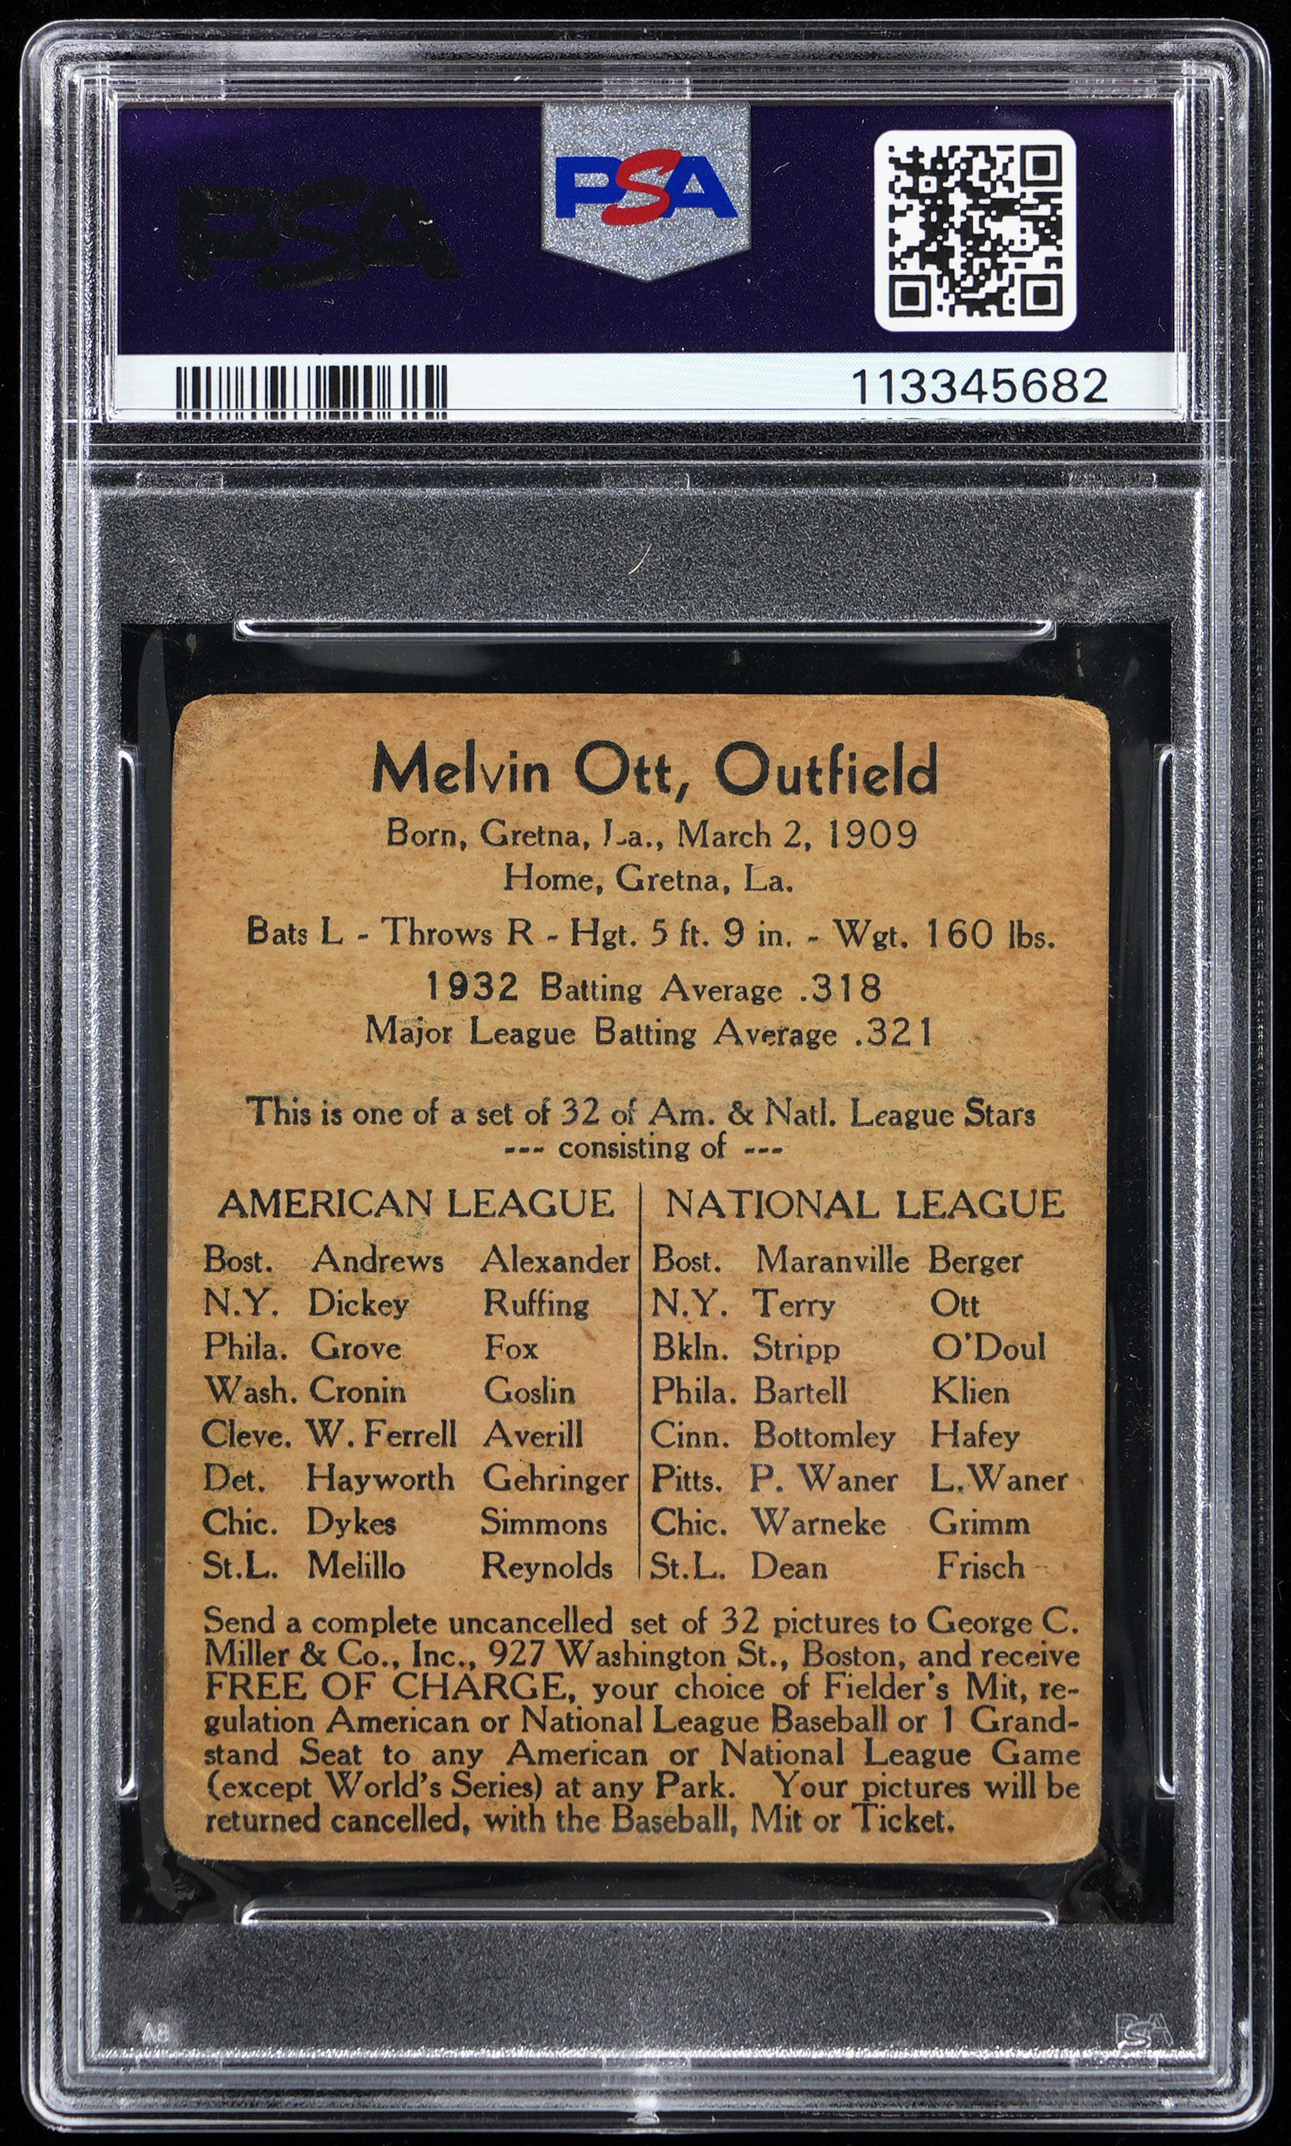 PSA
PSA
113345682
Melvin Ott, Outfield
Born, Gretna, La., March 2, 1909
Home, Gretna, La.
Bats L - Throws R - Hgt. 5 ft. 9 in. - Wgt. 160 lbs.
1932 Batting Average .318
Major League Batting Average .321
This is one of a set of 32 of Am. & Natl. League Stars
--- consisting of ---
AMERICAN LEAGUE NATIONAL LEAGUE
Bost. Andrews Alexander Bost. Maranville Berger
N.Y. Dickey Ruffing N.Y. Terry Ott
Phila. Grove Fox Bkln. Stripp O'Doul
Wash. Cronin Goslin Phila. Bartell Klien
Cleve. W. Ferrell Averill Cinn. Bottomley Hafey
Det. Hayworth Gehringer Pitts. P. Waner L. Waner
Chic. Dykes Simmons Chic. Warneke Grimm
St.L. Melillo Reynolds St.L. Dean Frisch
Send a complete uncancelled set of 32 pictures to George C.
Miller & Co., Inc., 927 Washington St., Boston, and receive
FREE OF CHARGE, your choice of Fielder's Mit, re-
gulation American or National League Baseball or 1 Grand-
stand Seat to any American or National League Game
(except World's Series) at any Park. Your pictures will be
returned cancelled, with the Baseball, Mit or Ticket.
PSA